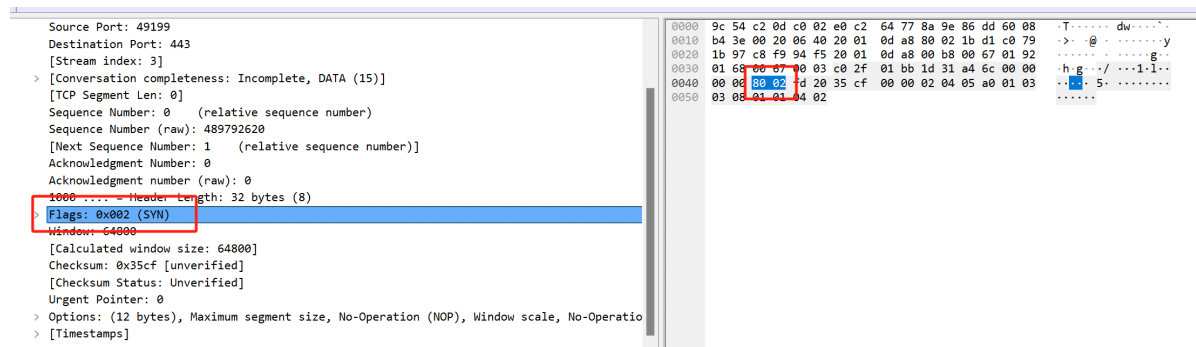 Source Port: 49199
Destination Port: 443
[Stream index: 3]
> [Conversation completeness: Incomplete, DATA (15)]
[TCP Segment Len: 0]
Sequence Number: 0    (relative sequence number)
Sequence Number (raw): 489792620
[Next Sequence Number: 1    (relative sequence number)]
Acknowledgment Number: 0
Acknowledgment number (raw): 0
1000 .... = Header Length: 32 bytes (8)
> Flags: 0x002 (SYN)
Window: 64800
[Calculated window size: 64800]
Checksum: 0x35cf [unverified]
[Checksum Status: Unverified]
Urgent Pointer: 0
> Options: (12 bytes), Maximum segment size, No-Operation (NOP), Window scale, No-Operatio
> [Timestamps]
0000  9c 54 c2 0d c0 02 e0 c2  64 77 8a 9e 86 dd 60 08   ·T······ dw····`·
0010  b4 3e 00 20 06 40 20 01  0d a8 80 02 1b d1 c0 79   ·>· ·@ · ·······y
0020  1b 97 c8 f9 94 f5 20 01  0d a8 00 b8 00 67 01 92   ······ · ·····g··
0030  01 68 00 67 00 03 c0 2f  01 bb 1d 31 a4 6c 00 00   ·h·g···/ ···1·l··
0040  00 00 80 02 fd 20 35 cf  00 00 02 04 05 a0 01 03   ····· 5· ········
0050  03 08 01 01 04 02   ······